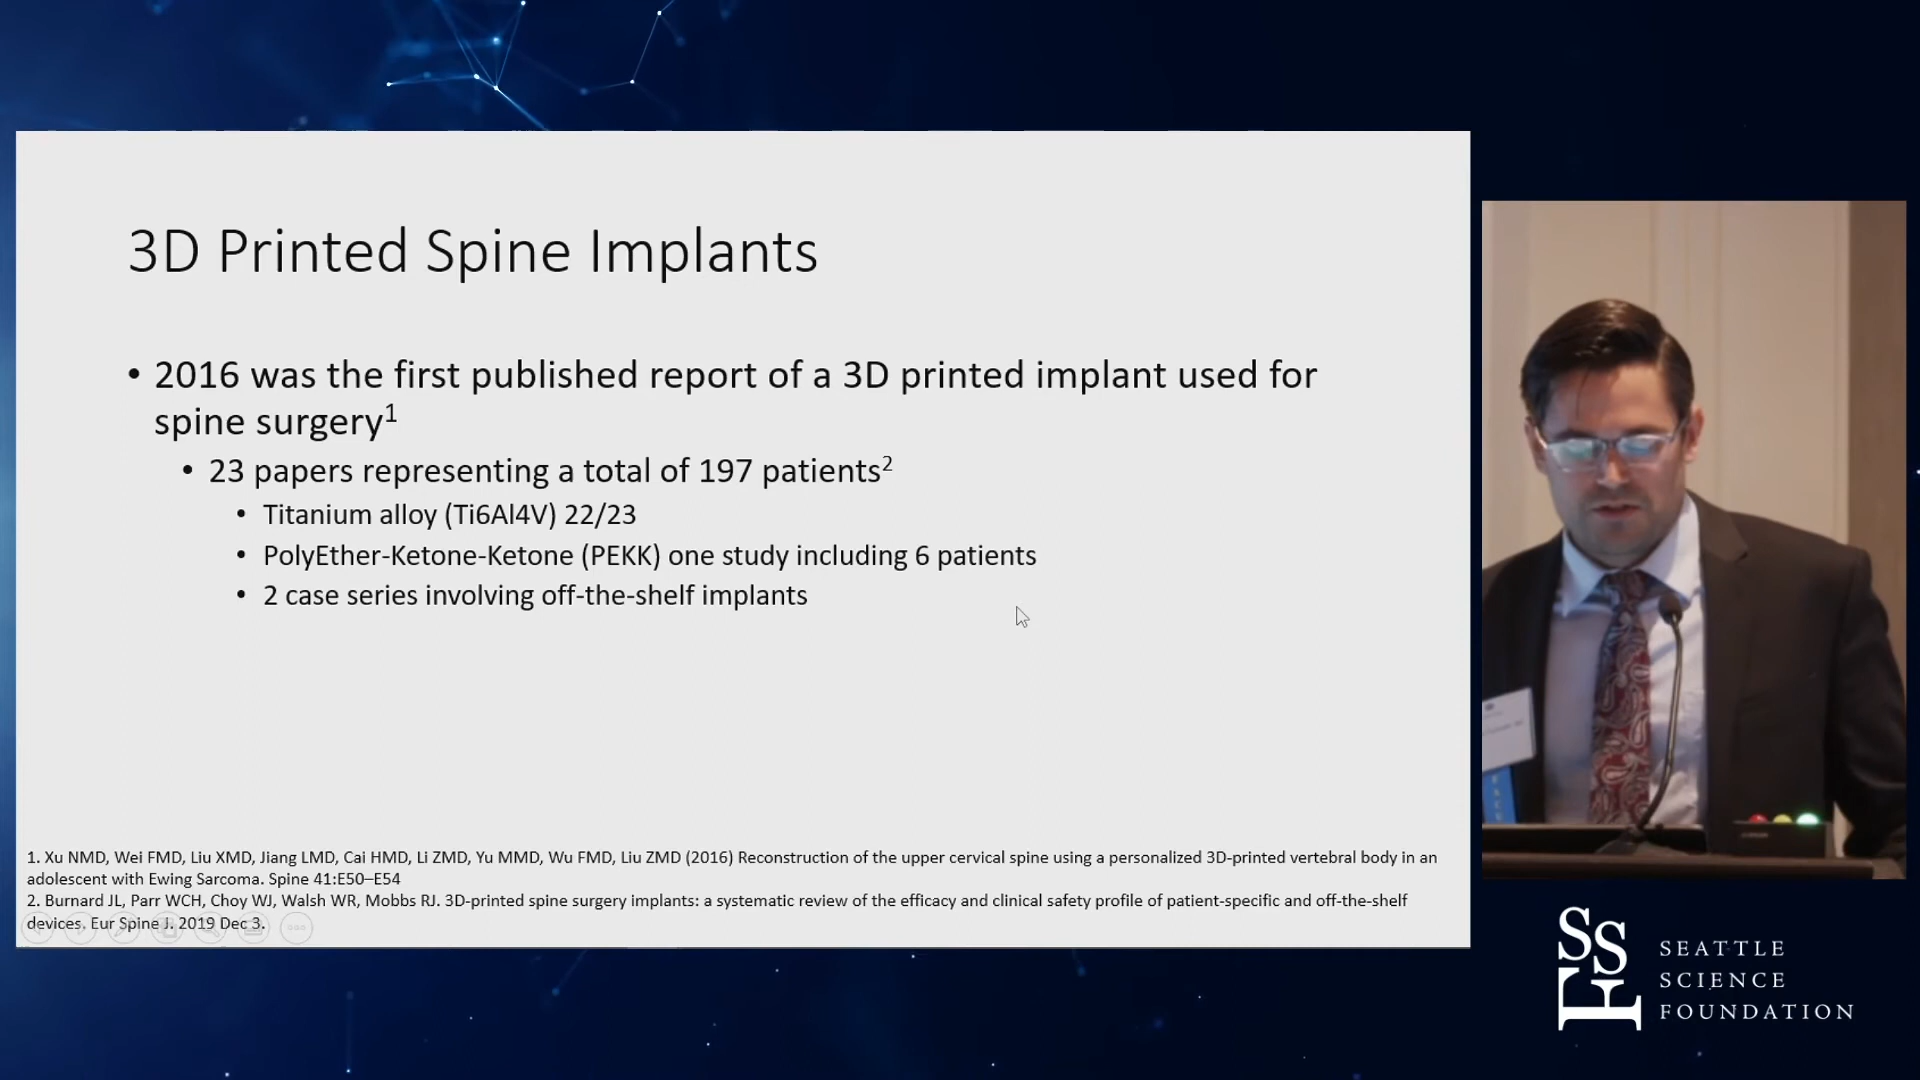 3D Printed Spine Implants
• 2016 was the first published report of a 3D printed implant used for
spine surgery1
• 23 papers representing a total of 197 patients2
• Titanium alloy (Ti6Al4V) 22/23
• PolyEther-Ketone-Ketone (PEKK) one study including 6 patients
• 2 case series involving off-the-shelf implants
1. Xu NMD, Wei FMD, Liu XMD, Jiang LMD, Cai HMD, Li ZMD, Yu MMD, Wu FMD, Liu ZMD (2016) Reconstruction of the upper cervical spine using a personalized 3D-printed vertebral body in an
adolescent with Ewing Sarcoma. Spine 41:E50–E54
2. Burnard JL, Parr WCH, Choy WJ, Walsh WR, Mobbs RJ. 3D-printed spine surgery implants: a systematic review of the efficacy and clinical safety profile of patient-specific and off-the-shelf
devices. Eur Spine J. 2019 Dec 3.
SSF
SEATTLE
SCIENCE
FOUNDATION